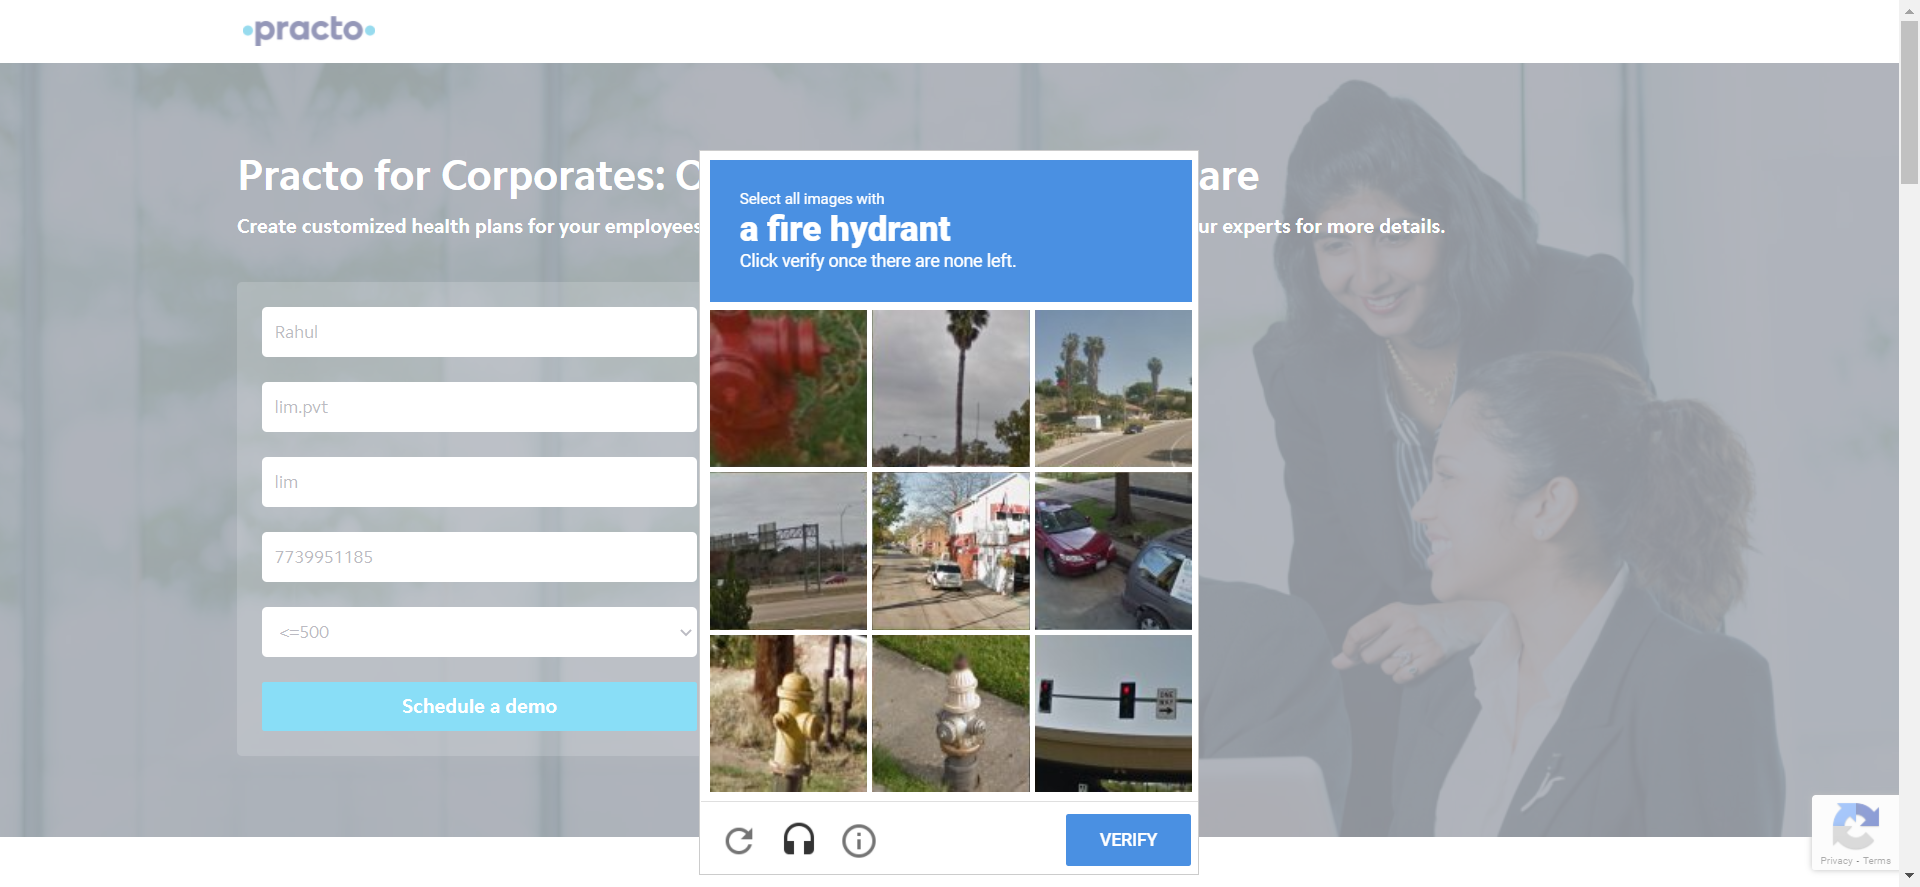 practo
Practo for Corporates: C
are
Create customized health plans for your employees
ur experts for more details.
Rahul
lim.pvt
lim
7739951185
<=500
Schedule a demo
Select all images with
a fire hydrant
Click verify once there are none left.
ONE
WAY
VERIFY
Privacy - Terms